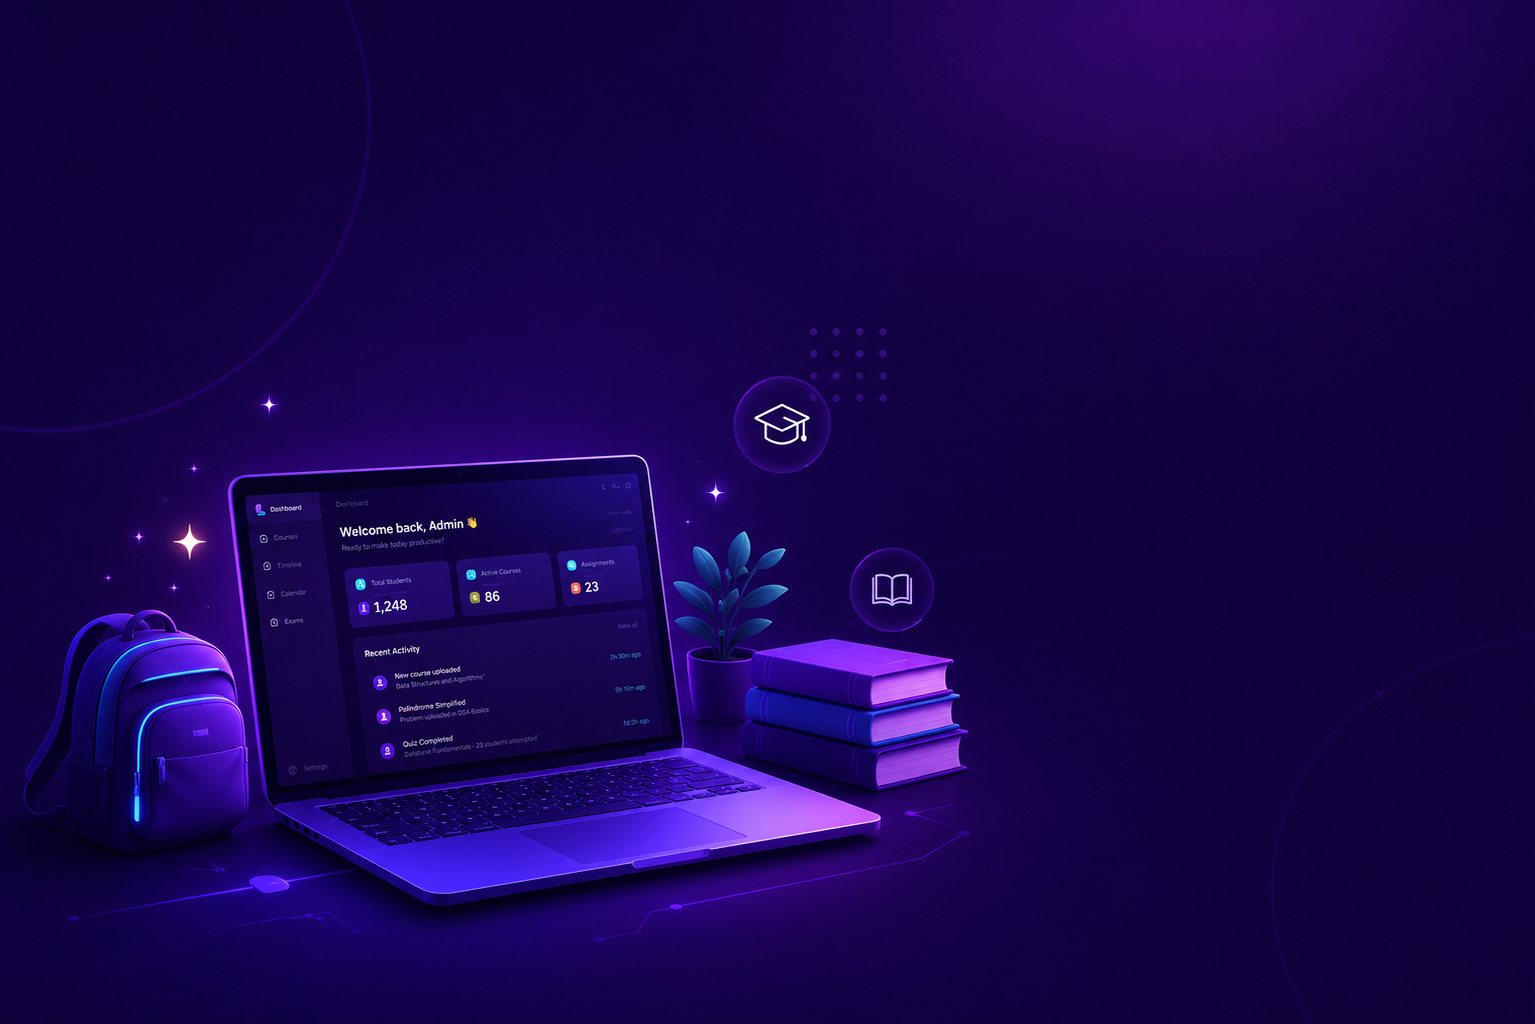 Dashboard
Dashboard
Courses
Timeline
Calendar
Exams
Settings
Welcome back, Admin 👋
Ready to make today productive?
Total Students
1,248
Active Courses
86
Assignments
23
Recent Activity
View all
New course uploaded
Data Structures and Algorithms
2h 30m ago
Palindrome Simplified
Problem uploaded in DSA Basics
5h 15m ago
Quiz Completed
Database Fundamentals - 23 students attempted
1d 2h ago